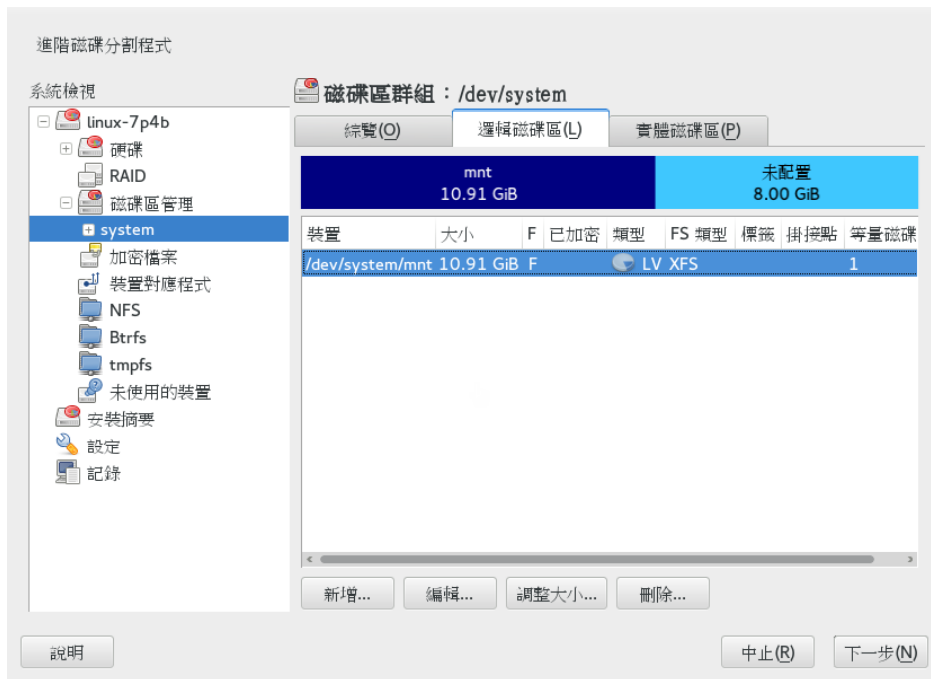 進階磁碟分割程式
系統檢視
linux-7p4b
硬碟
RAID
磁碟區管理
system
加密檔案
裝置對應程式
NFS
Btrfs
tmpfs
未使用的裝置
安裝摘要
設定
記錄
磁碟區群組：/dev/system
綜覽(O) 邏輯磁碟區(L) 實體磁碟區(P)
mnt 未配置
10.91 GiB 8.00 GiB
裝置 大小 F 已加密 類型 FS 類型 標籤 掛接點 等量磁碟
/dev/system/mnt 10.91 GiB F LV XFS 1
新增... 編輯... 調整大小... 刪除...
說明 中止(R) 下一步(N)